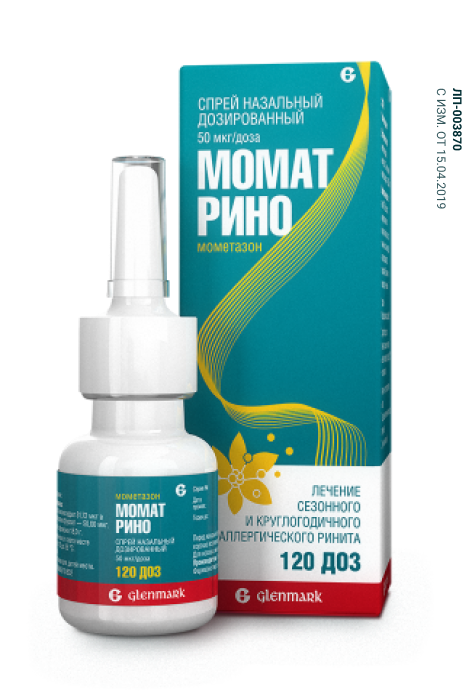 СПРЕЙ НАЗАЛЬНЫЙ
ДОЗИРОВАННЫЙ
50 мкг/доза
МОМАТ
РИНО
мометазон
ЛЕЧЕНИЕ
СЕЗОННОГО
И КРУГЛОГОДИЧНОГО
АЛЛЕРГИЧЕСКОГО РИНИТА
120 ДОЗ
Glenmark
мометазон
МОМАТ
РИНО
СПРЕЙ НАЗАЛЬНЫЙ
ДОЗИРОВАННЫЙ
50 мкг/доза
120 ДОЗ
Glenmark
ЛП-003870
С ИЗМ. ОТ 15.04.2019